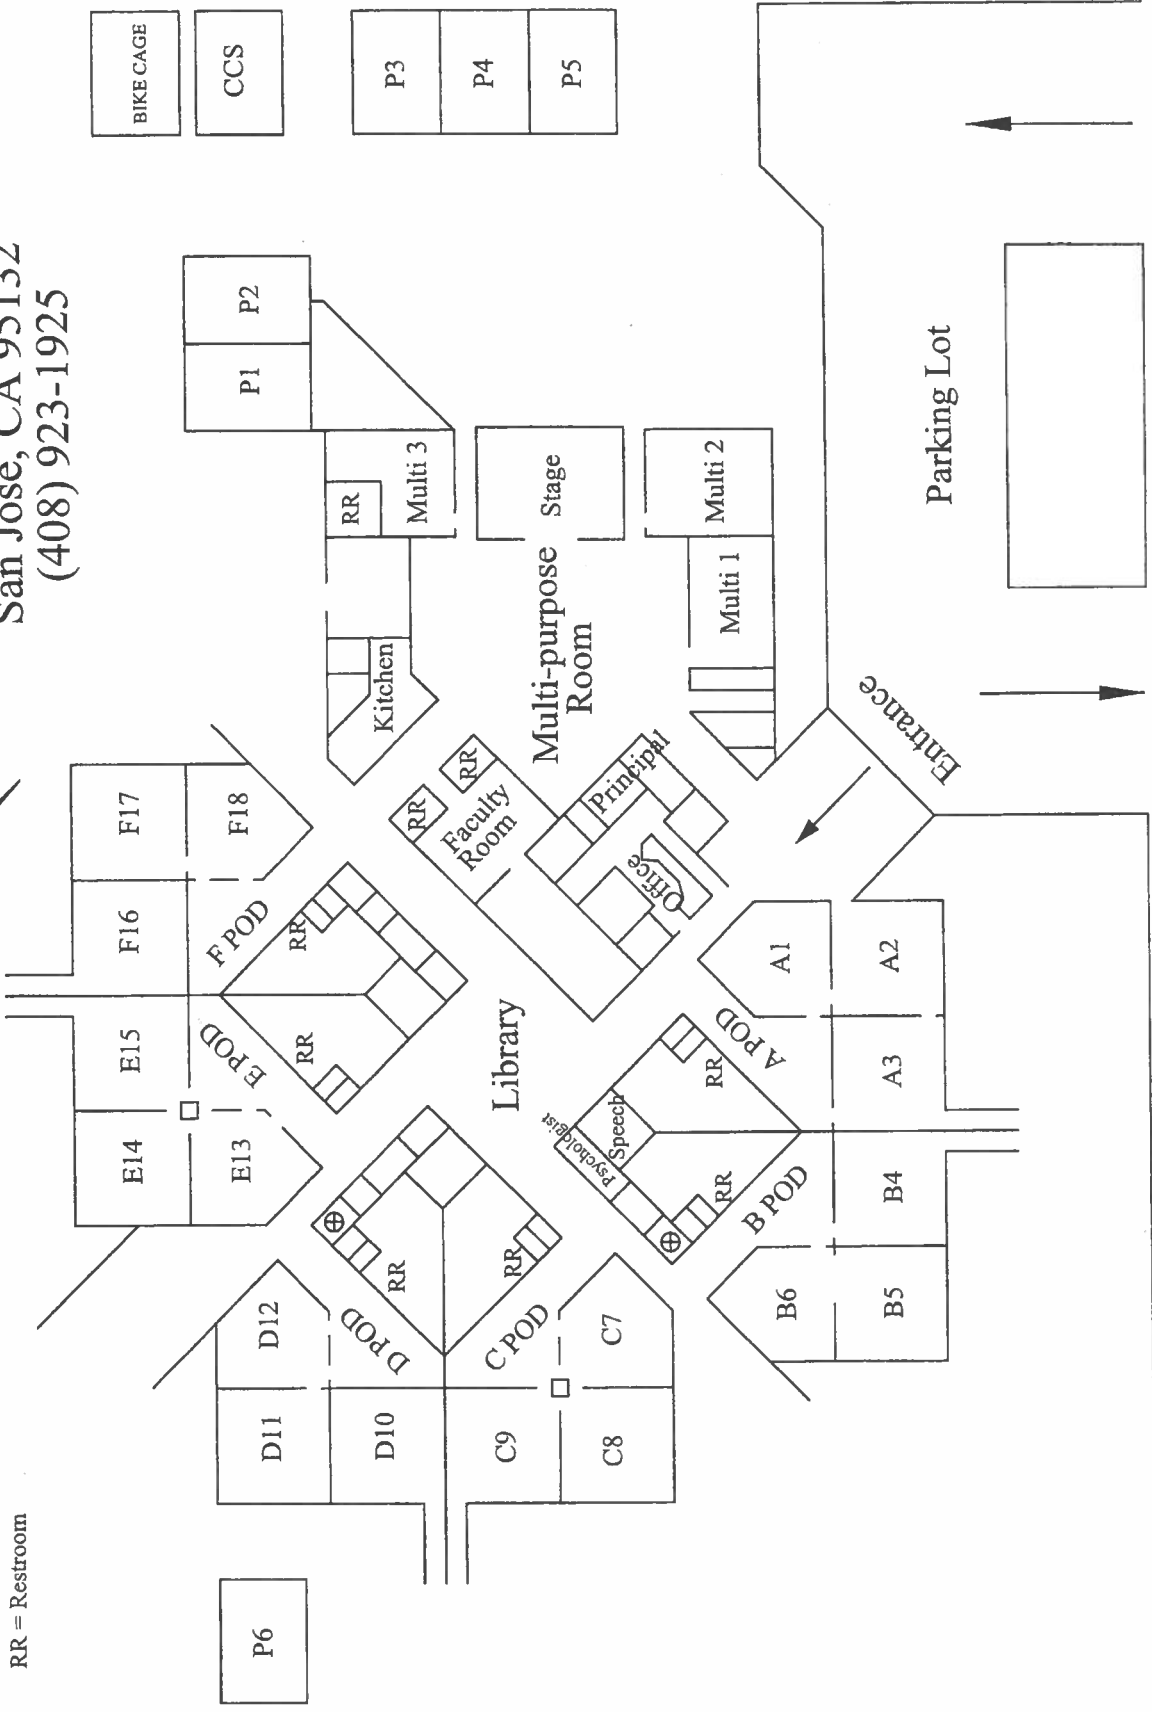 San Jose, CA 95132
(408) 923-1925
RR = Restroom
BIKE CAGE
CCS
P3
P4
P5
P2
P1
RR
Multi 3
Stage
Multi 2
Multi 1
Kitchen
Multi-purpose
Room
Parking Lot
Entrance
F17
F18
F16
F POD
RR
RR
RR
Faculty
Room
Principal
Office
E15
E14
E13
E POD
RR
Library
A1
A2
A3
A POD
RR
Speech
Psychologist
RR
B POD
B4
B5
B6
D12
D11
D10
D POD
RR
RR
C POD
C7
C8
C9
P6